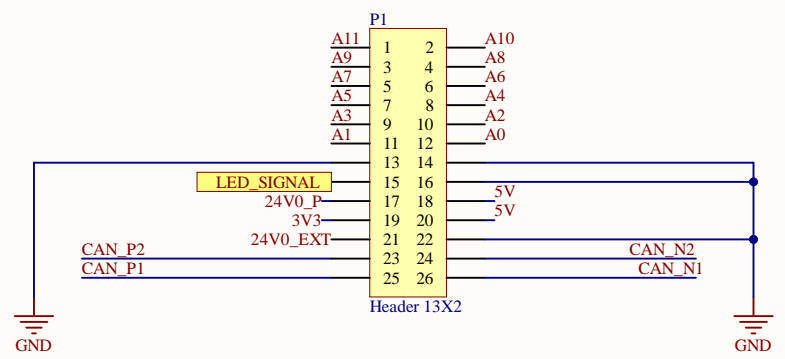 P1
A11 1 2 A10
A9 3 4 A8
A7 5 6 A6
A5 7 8 A4
A3 9 10 A2
A1 11 12 A0
13 14
LED_SIGNAL 15 16
24V0_P 17 18 5V
3V3 19 20 5V
24V0_EXT 21 22
CAN_P2 23 24 CAN_N2
CAN_P1 25 26 CAN_N1
Header 13X2
GND GND